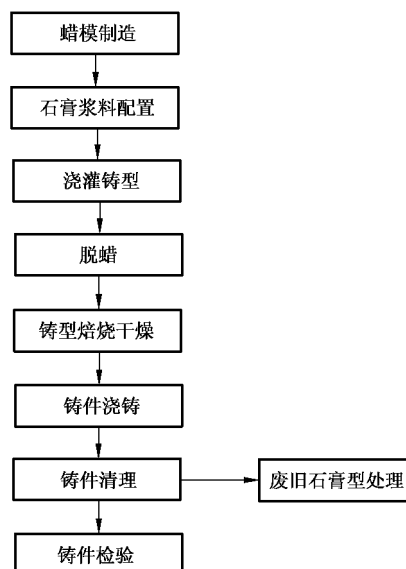 蜡模制造
石膏浆料配置
浇灌铸型
脱蜡
铸型焙烧干燥
铸件浇铸
铸件清理
废旧石膏型处理
铸件检验